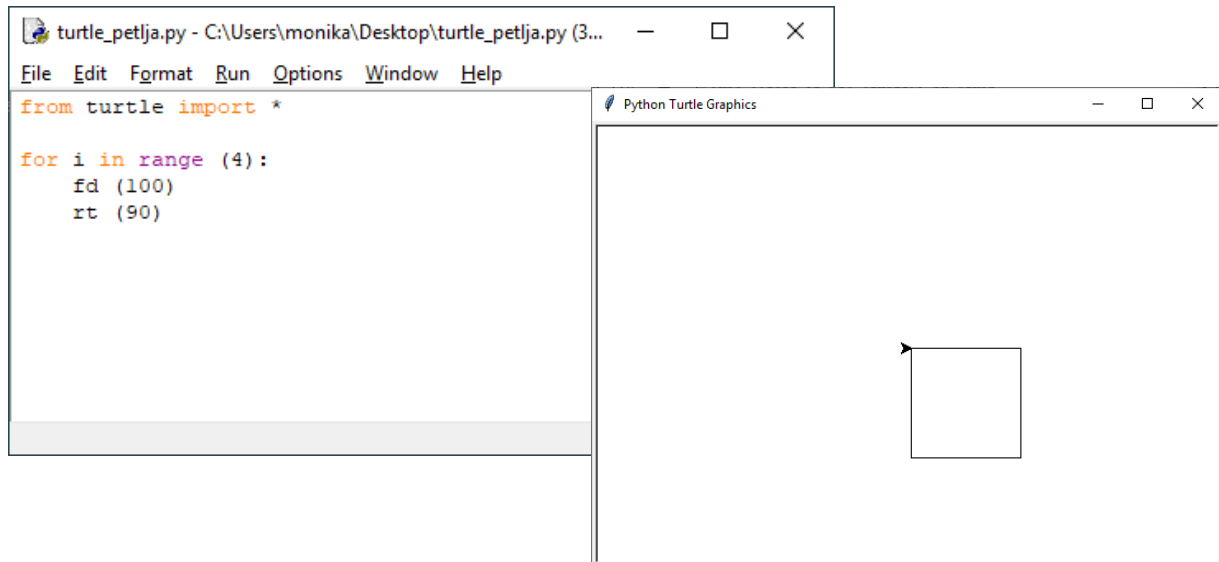 turtle_petlja.py - C:\Users\monika\Desktop\turtle_petlja.py (3...
File Edit Format Run Options Window Help
from turtle import *
for i in range (4):
fd (100)
rt (90)
Python Turtle Graphics